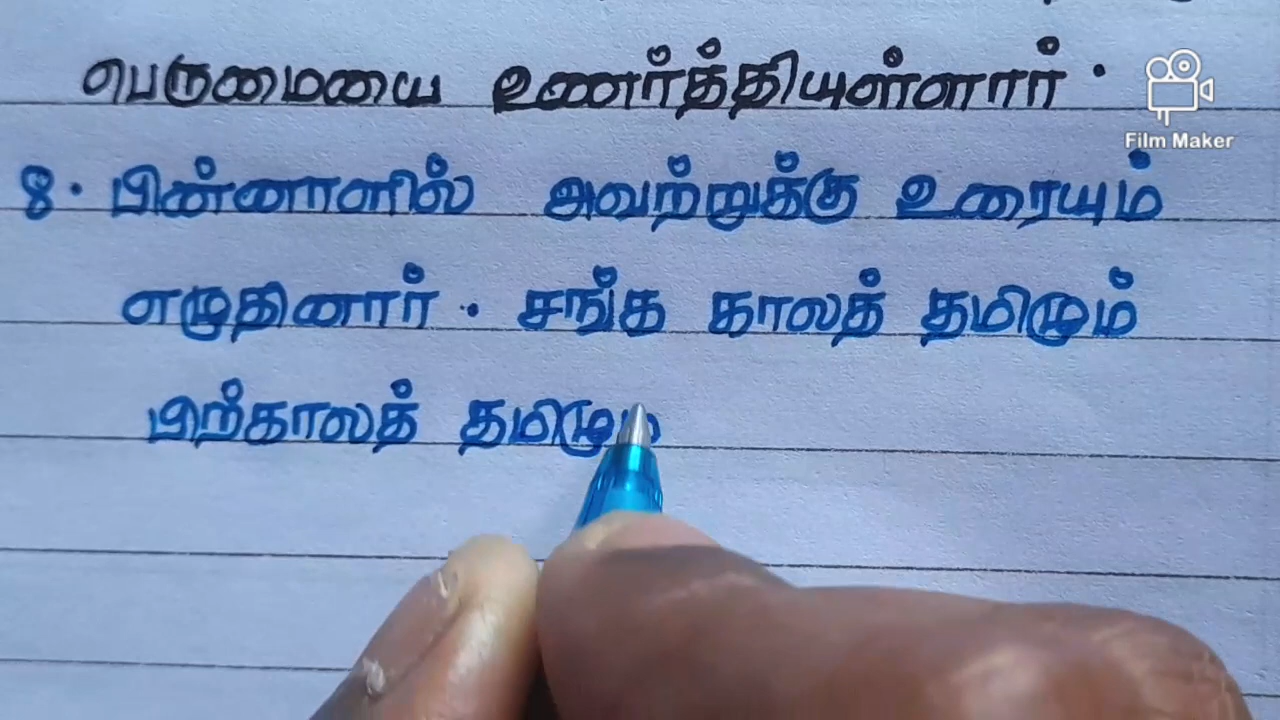 பெருமையை உணர்த்தியுள்ளார்.
Film Maker
8. பின்னாளில் அவற்றுக்கு உரையும்
எழுதினார். சங்க காலத் தமிழும்
பிற்காலத் தமிழும